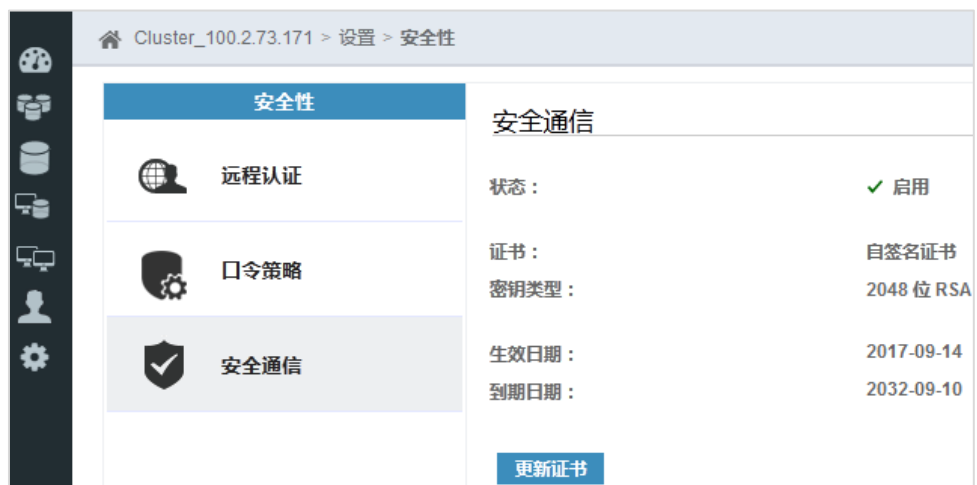 Cluster_100.2.73.171 > 设置 > 安全性
安全性
远程认证
口令策略
安全通信
安全通信
状态： 启用
证书： 自签名证书
密钥类型： 2048 位 RSA
生效日期： 2017-09-14
到期日期： 2032-09-10
更新证书